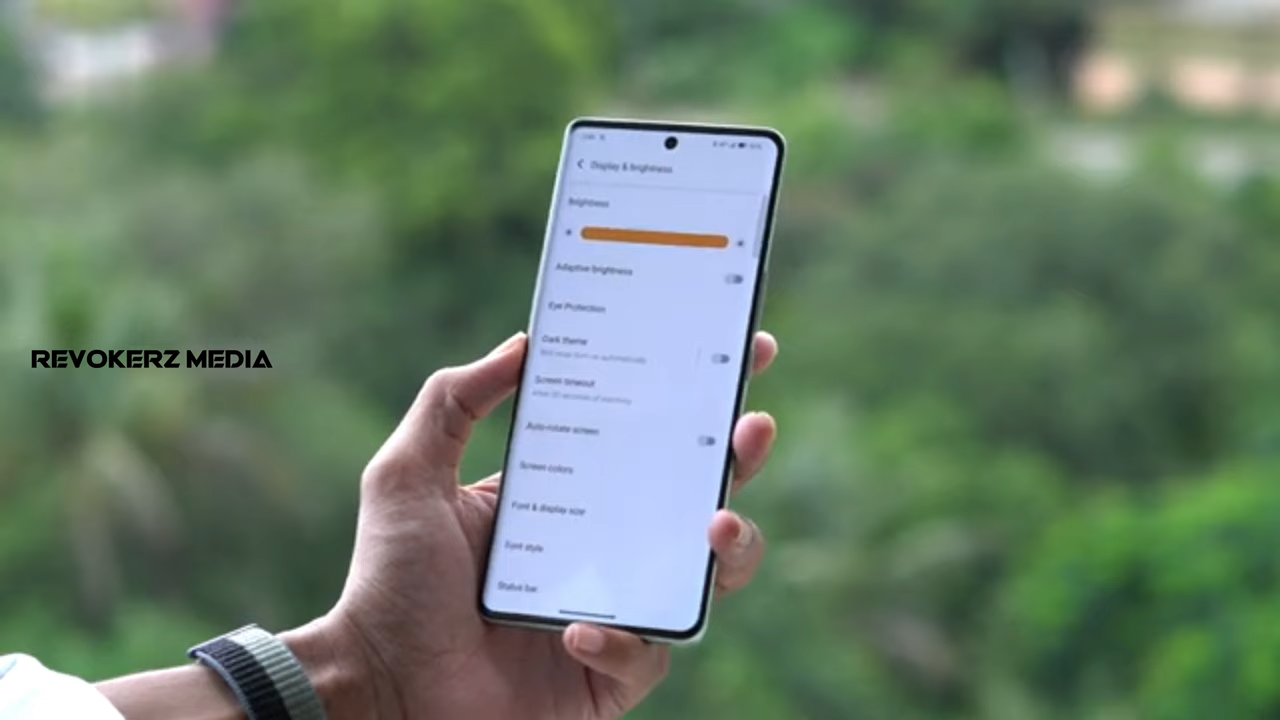 REVOKERZ MEDIA
Display & brightness
Brightness
Adaptive brightness
Eye Protection
Dark theme
Screen timeout
Auto-rotate screen
Screen colors
Font & display size
Font style
Status bar